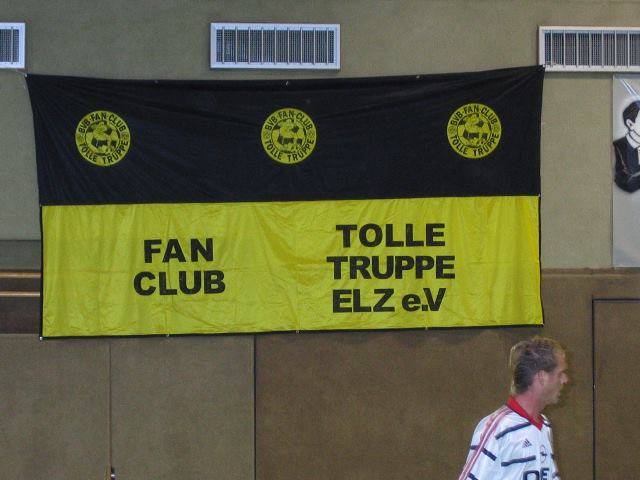 BVB-FAN-CLUB
TOLLE TRUPPE
BVB-FAN-CLUB
TOLLE TRUPPE
BVB-FAN-CLUB
TOLLE TRUPPE
FAN
CLUB
TOLLE
TRUPPE
ELZ e.V